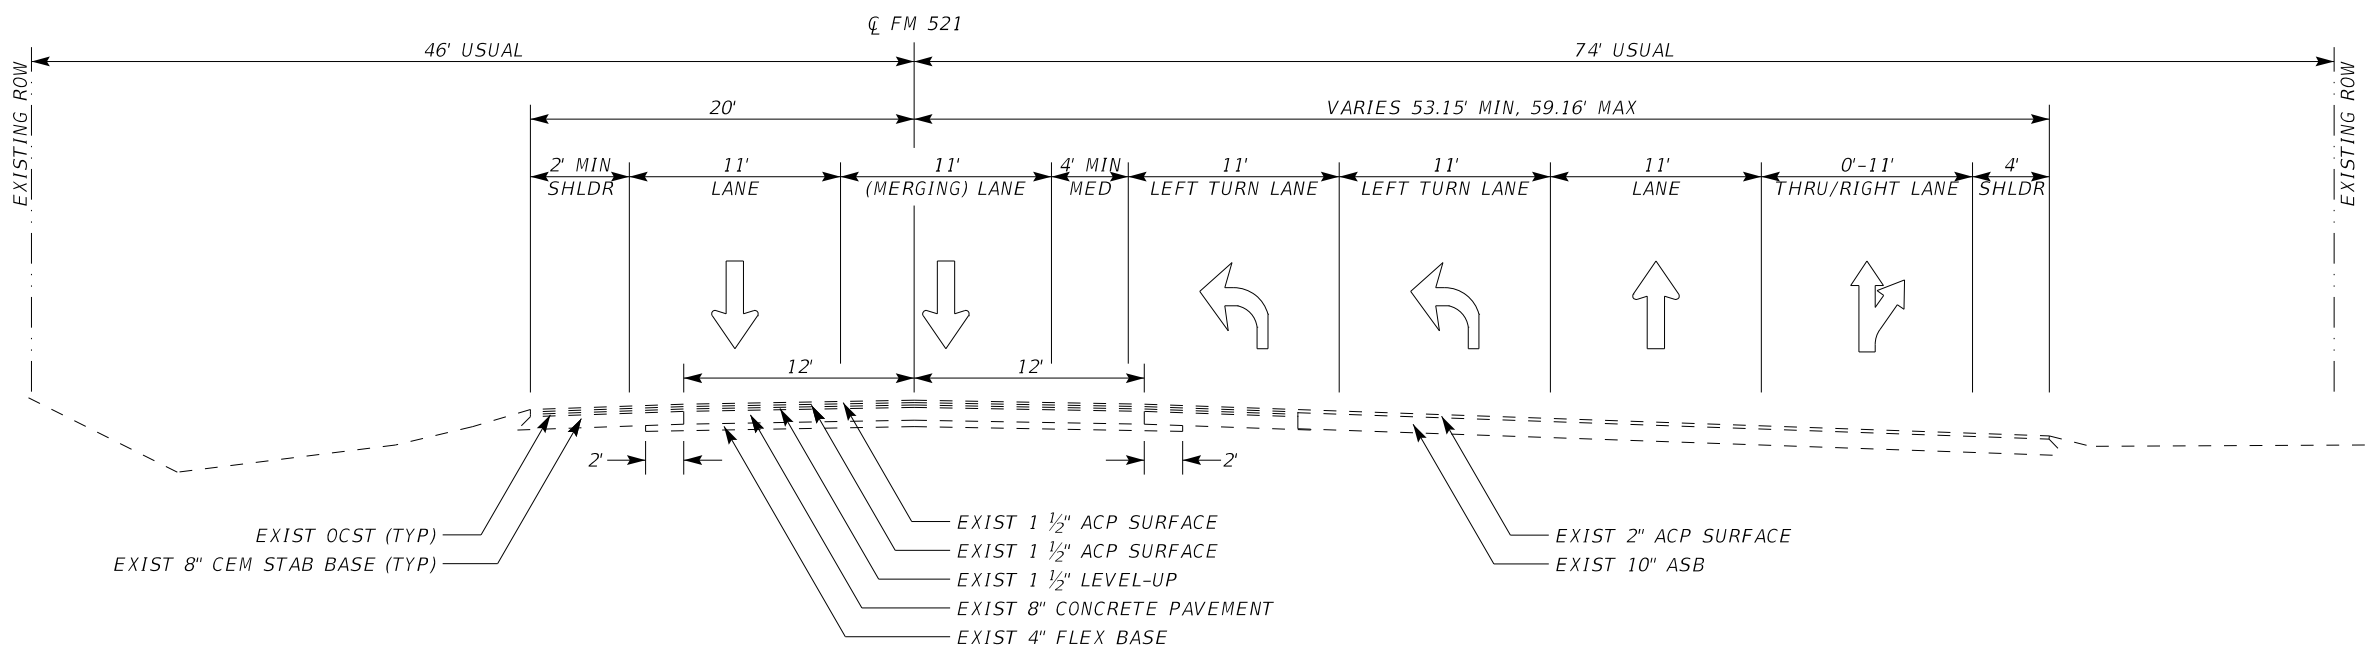 ℄ FM 521
46' USUAL
74' USUAL
EXISTING ROW
EXISTING ROW
20'
VARIES 53.15' MIN, 59.16' MAX
2' MIN
SHLDR
11'
LANE
11'
(MERGING) LANE
4' MIN
MED
11'
LEFT TURN LANE
11'
LEFT TURN LANE
11'
LANE
0'-11'
THRU/RIGHT LANE
4'
SHLDR
12'
12'
2'
2'
EXIST OCST (TYP)
EXIST 8" CEM STAB BASE (TYP)
EXIST 1 ½" ACP SURFACE
EXIST 1 ½" ACP SURFACE
EXIST 1 ½" LEVEL-UP
EXIST 8" CONCRETE PAVEMENT
EXIST 4" FLEX BASE
EXIST 2" ACP SURFACE
EXIST 10" ASB